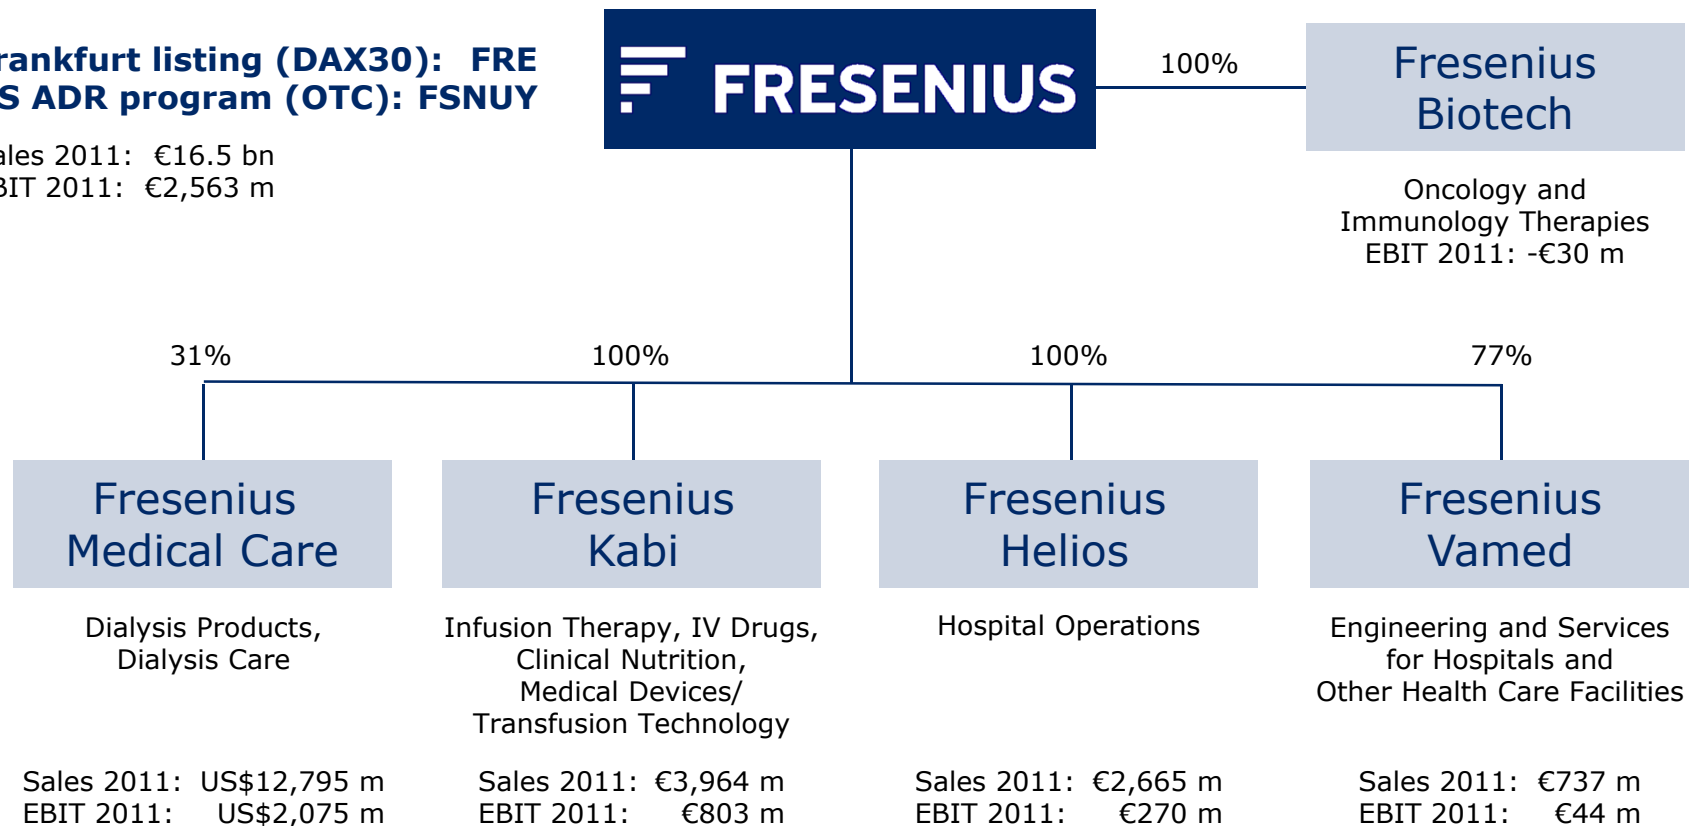 rankfurt listing (DAX30): FRE
S ADR program (OTC): FSNUY
ales 2011: €16.5 bn
BIT 2011: €2,563 m
FRESENIUS
100%
Fresenius
Biotech
Oncology and
Immunology Therapies
EBIT 2011: -€30 m
31%
100%
100%
77%
Fresenius
Medical Care
Dialysis Products,
Dialysis Care
Sales 2011: US$12,795 m
EBIT 2011: US$2,075 m
Fresenius
Kabi
Infusion Therapy, IV Drugs,
Clinical Nutrition,
Medical Devices/
Transfusion Technology
Sales 2011: €3,964 m
EBIT 2011: €803 m
Fresenius
Helios
Hospital Operations
Sales 2011: €2,665 m
EBIT 2011: €270 m
Fresenius
Vamed
Engineering and Services
for Hospitals and
Other Health Care Facilities
Sales 2011: €737 m
EBIT 2011: €44 m